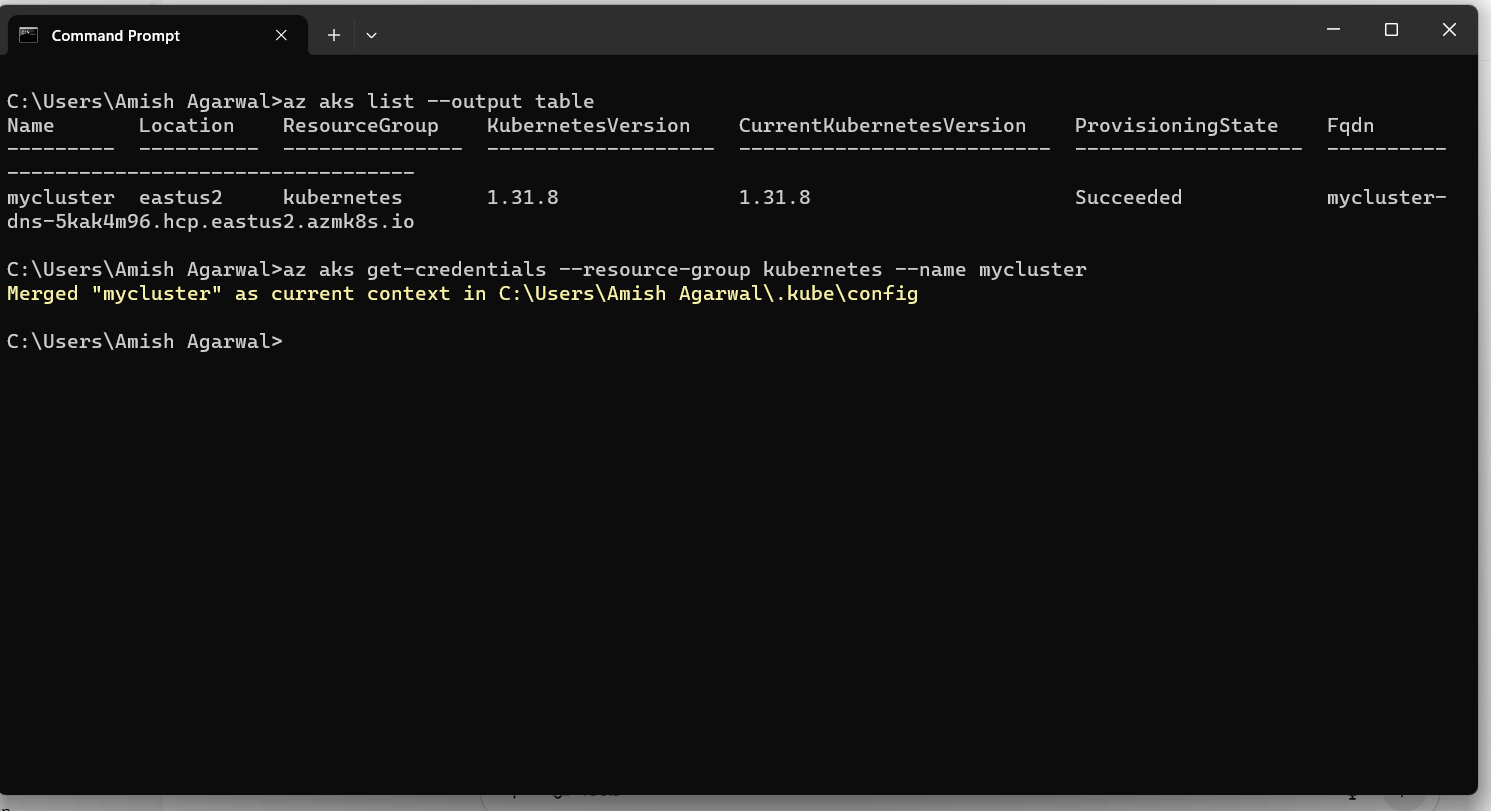 Command Prompt
C:\Users\Amish Agarwal>az aks list --output table
Name       Location    ResourceGroup    KubernetesVersion    CurrentKubernetesVersion    ProvisioningState    Fqdn
---------  ----------  ---------------  -------------------  --------------------------  -------------------  ----------
----------------------------------
mycluster  eastus2     kubernetes       1.31.8               1.31.8                      Succeeded            mycluster-
dns-5kak4m96.hcp.eastus2.azmk8s.io
C:\Users\Amish Agarwal>az aks get-credentials --resource-group kubernetes --name mycluster
Merged "mycluster" as current context in C:\Users\Amish Agarwal\.kube\config
C:\Users\Amish Agarwal>